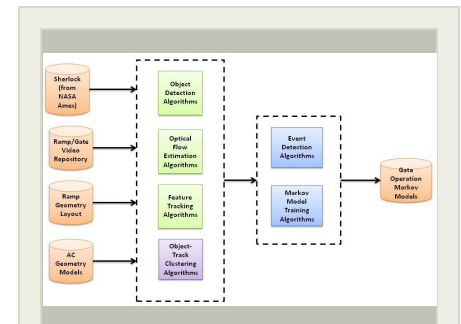 Sherlock
(from
NASA
Ames)
Ramp/Gate
Video
Repository
Ramp
Geometry
Layout
AC
Geometry
Models
Object
Detection
Algorithms
Optical
Flow
Estimation
Algorithms
Feature
Tracking
Algorithms
Object-
Track
Clustering
Algorithms
Event
Detection
Algorithms
Markov
Model
Training
Algorithms
Gate
Operation
Markov
Models